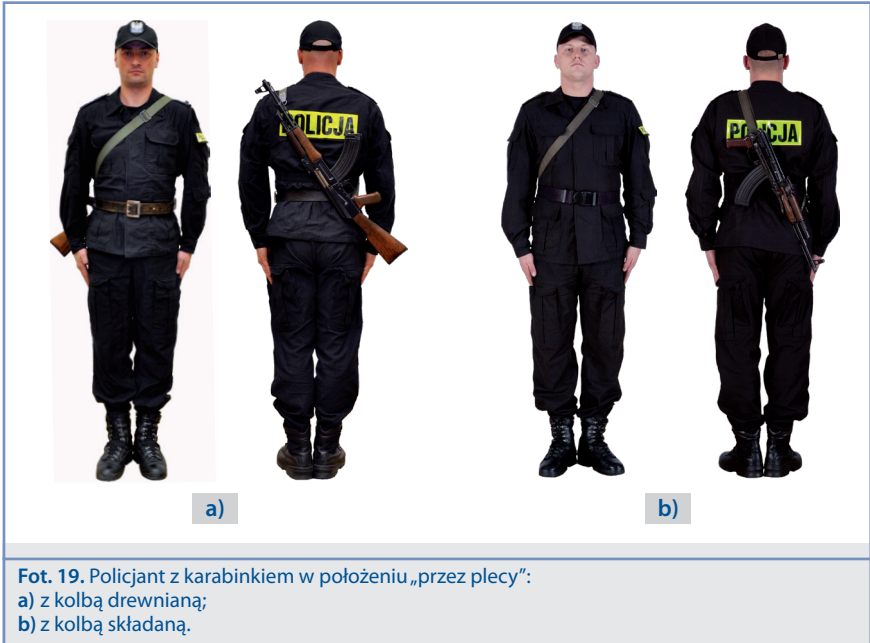 POLICJA
POLICJA
a)
b)
Fot. 19. Policjant z karabinkiem w położeniu „przez plecy”:
a) z kolbą drewnianą;
b) z kolbą składaną.